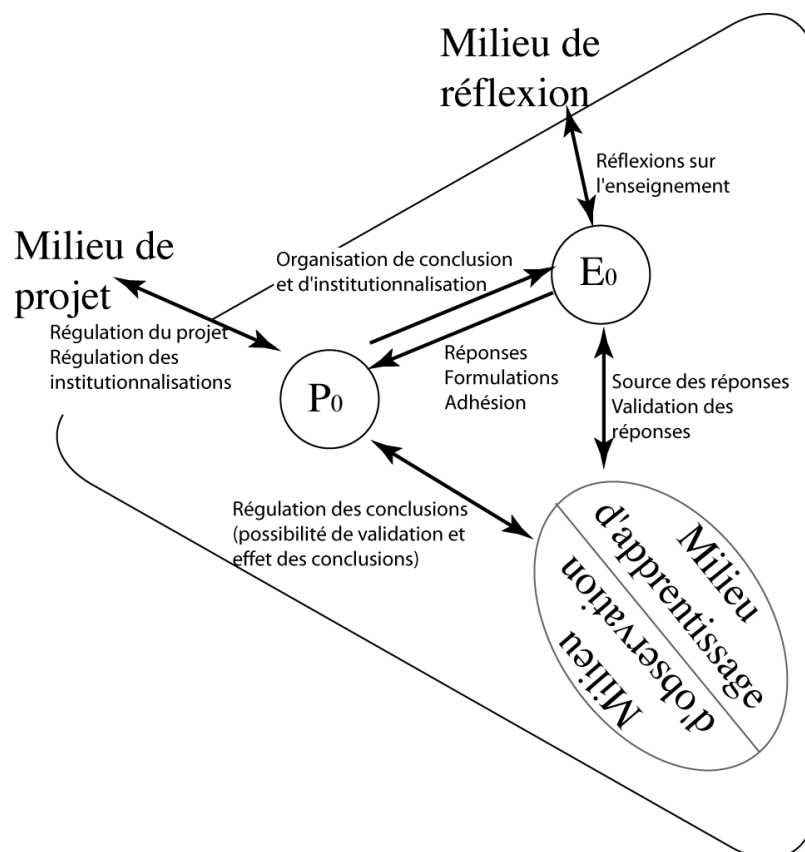 Milieu de
réflexion
Réflexions sur
l'enseignement
Milieu de
projet
Organisation de conclusion
et d'institutionnalisation
E0
Régulation du projet
Régulation des
institutionnalisations
Réponses
Formulations
Adhésion
P0
Source des réponses
Validation des
réponses
Régulation des conclusions
(possibilité de validation et
effet des conclusions)
Milieu
d'apprentissage
Milieu
d'observation